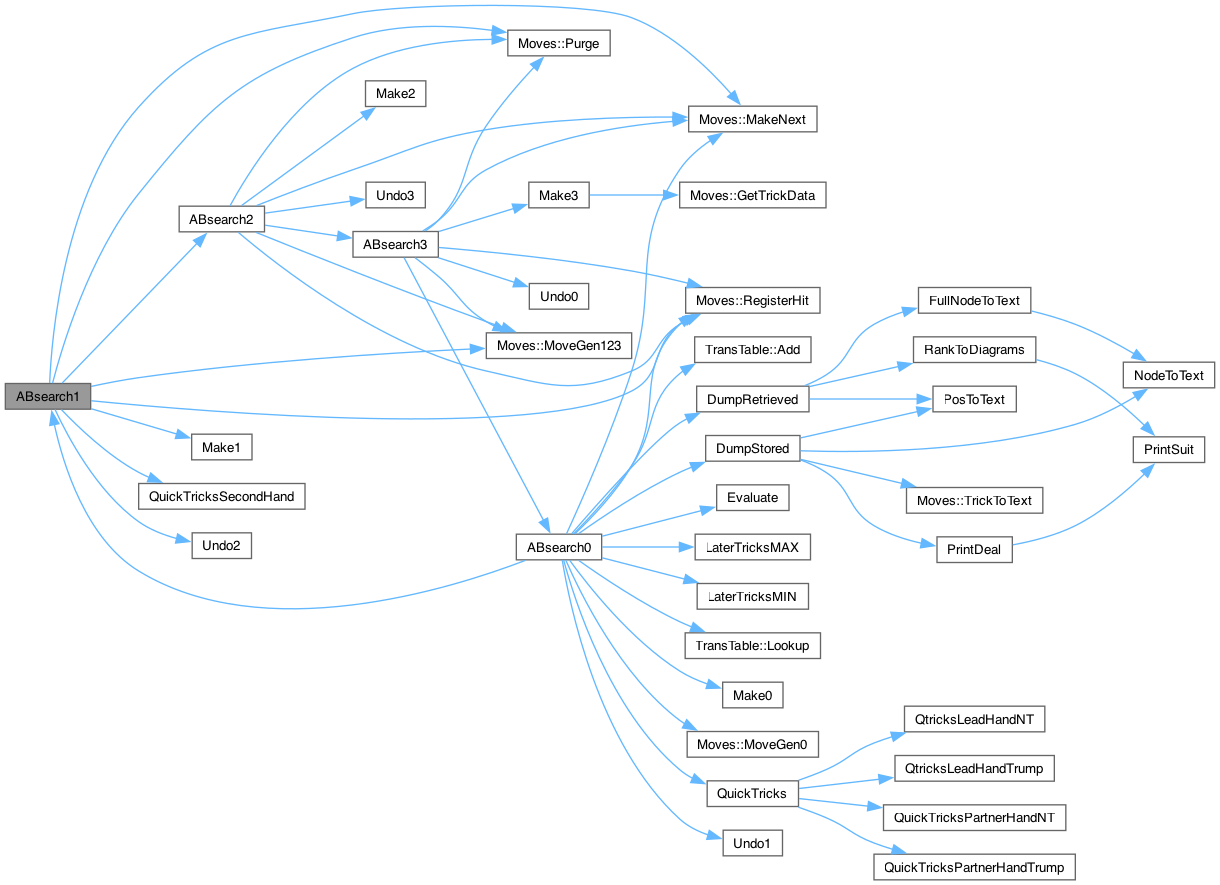 Moves::Purge
Make2
Moves::MakeNext
Undo3
Make3
Moves::GetTrickData
ABsearch2
ABsearch3
Undo0
Moves::RegisterHit
FullNodeToText
Moves::MoveGen123
TransTable::Add
RankToDiagrams
NodeToText
ABsearch1
DumpRetrieved
PosToText
Make1
DumpStored
PrintSuit
QuickTricksSecondHand
Evaluate
Moves::TrickToText
Undo2
ABsearch0
LaterTricksMAX
PrintDeal
LaterTricksMIN
TransTable::Lookup
Make0
QtricksLeadHandNT
Moves::MoveGen0
QtricksLeadHandTrump
QuickTricks
QuickTricksPartnerHandNT
Undo1
QuickTricksPartnerHandTrump